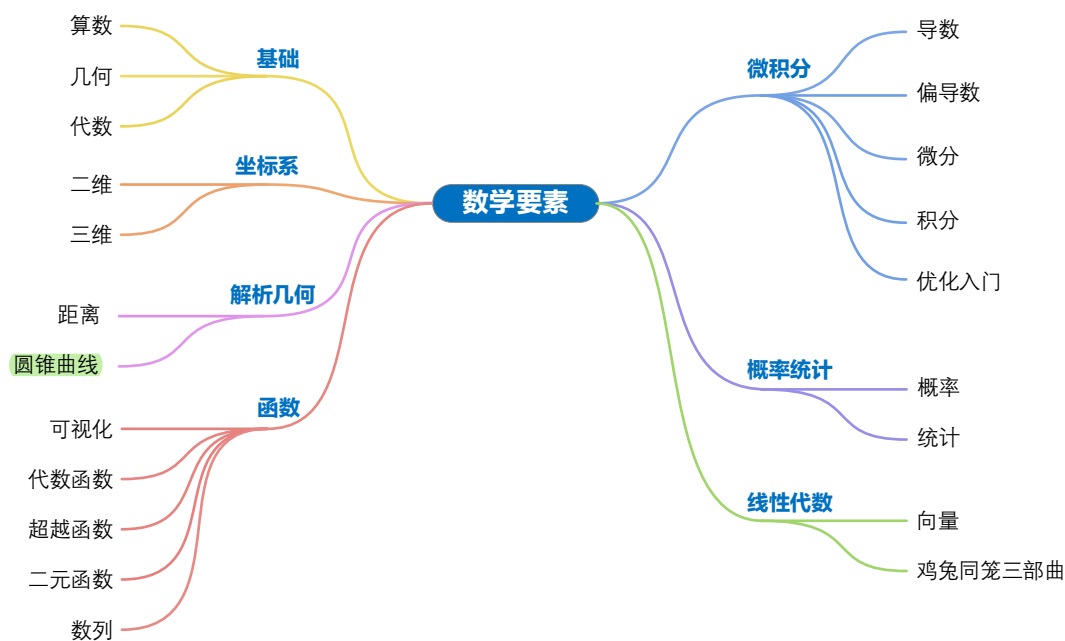 数学要素
基础
算数
几何
代数
坐标系
二维
三维
解析几何
距离
圆锥曲线
函数
可视化
代数函数
超越函数
二元函数
数列
微积分
导数
偏导数
微分
积分
优化入门
概率统计
概率
统计
线性代数
向量
鸡兔同笼三部曲